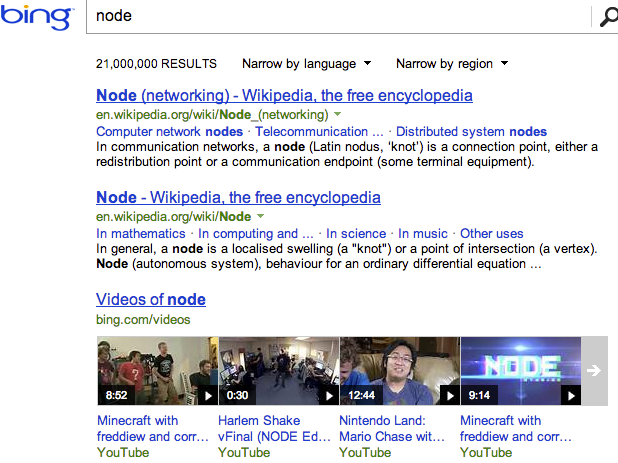 bing™
node
21,000,000 RESULTS Narrow by language Narrow by region
Node (networking) - Wikipedia, the free encyclopedia
en.wikipedia.org/wiki/Node_(networking)
Computer network nodes · Telecommunication ... · Distributed system nodes
In communication networks, a node (Latin nodus, ‘knot’) is a connection point, either a
redistribution point or a communication endpoint (some terminal equipment).
Node - Wikipedia, the free encyclopedia
en.wikipedia.org/wiki/Node
In mathematics · In computing and ... · In science · In music · Other uses
In general, a node is a localised swelling (a "knot") or a point of intersection (a vertex).
Node (autonomous system), behaviour for an ordinary differential equation ...
Videos of node
bing.com/videos
NODE
STUDIOS
8:52 0:30 12:44 9:14
Minecraft with Harlem Shake Nintendo Land: Minecraft with
freddiew and corr... vFinal (NODE Ed... Mario Chase wit... freddiew and corr...
YouTube YouTube YouTube YouTube